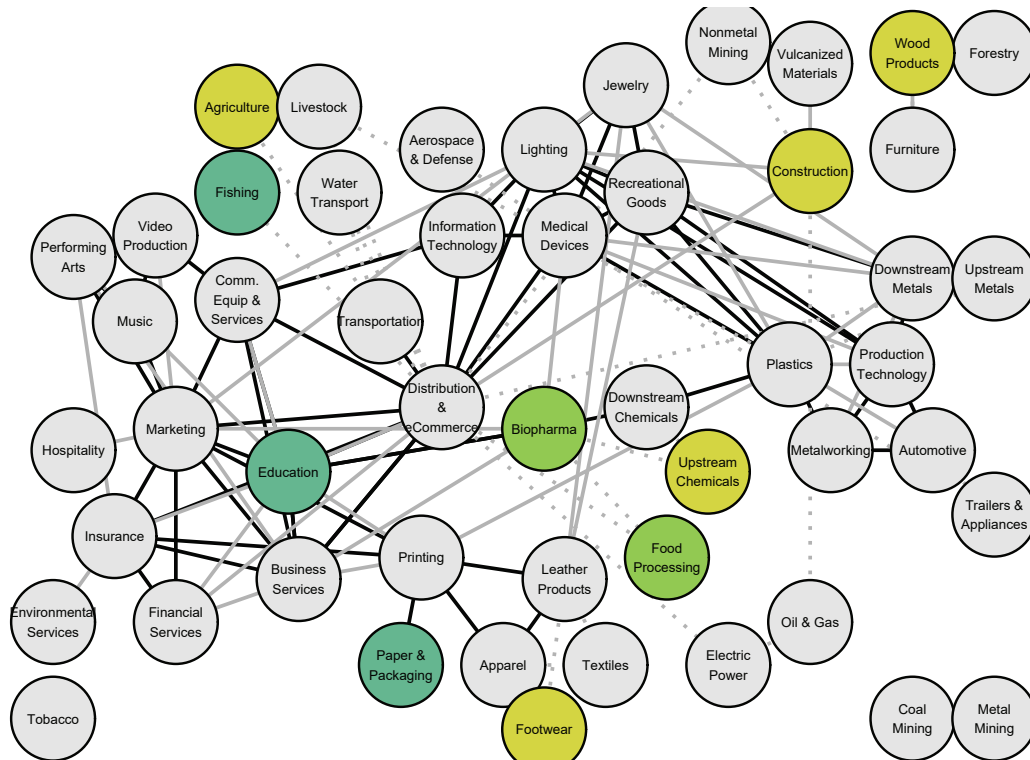 Nonmetal
Mining
Vulcanized
Materials
Wood
Products
Forestry
Jewelry
Agriculture
Livestock
Aerospace
& Defense
Lighting
Furniture
Construction
Fishing
Water
Transport
Recreational
Goods
Video
Production
Performing
Arts
Information
Technology
Medical
Devices
Comm.
Equip &
Services
Downstream
Metals
Upstream
Metals
Music
Transportation
Plastics
Production
Technology
Distribution &
eCommerce
Downstream
Chemicals
Marketing
Biopharma
Hospitality
Metalworking
Automotive
Education
Upstream
Chemicals
Trailers &
Appliances
Insurance
Printing
Food
Processing
Business
Services
Leather
Products
Environmental
Services
Financial
Services
Oil & Gas
Paper &
Packaging
Apparel
Textiles
Electric
Power
Tobacco
Footwear
Coal
Mining
Metal
Mining